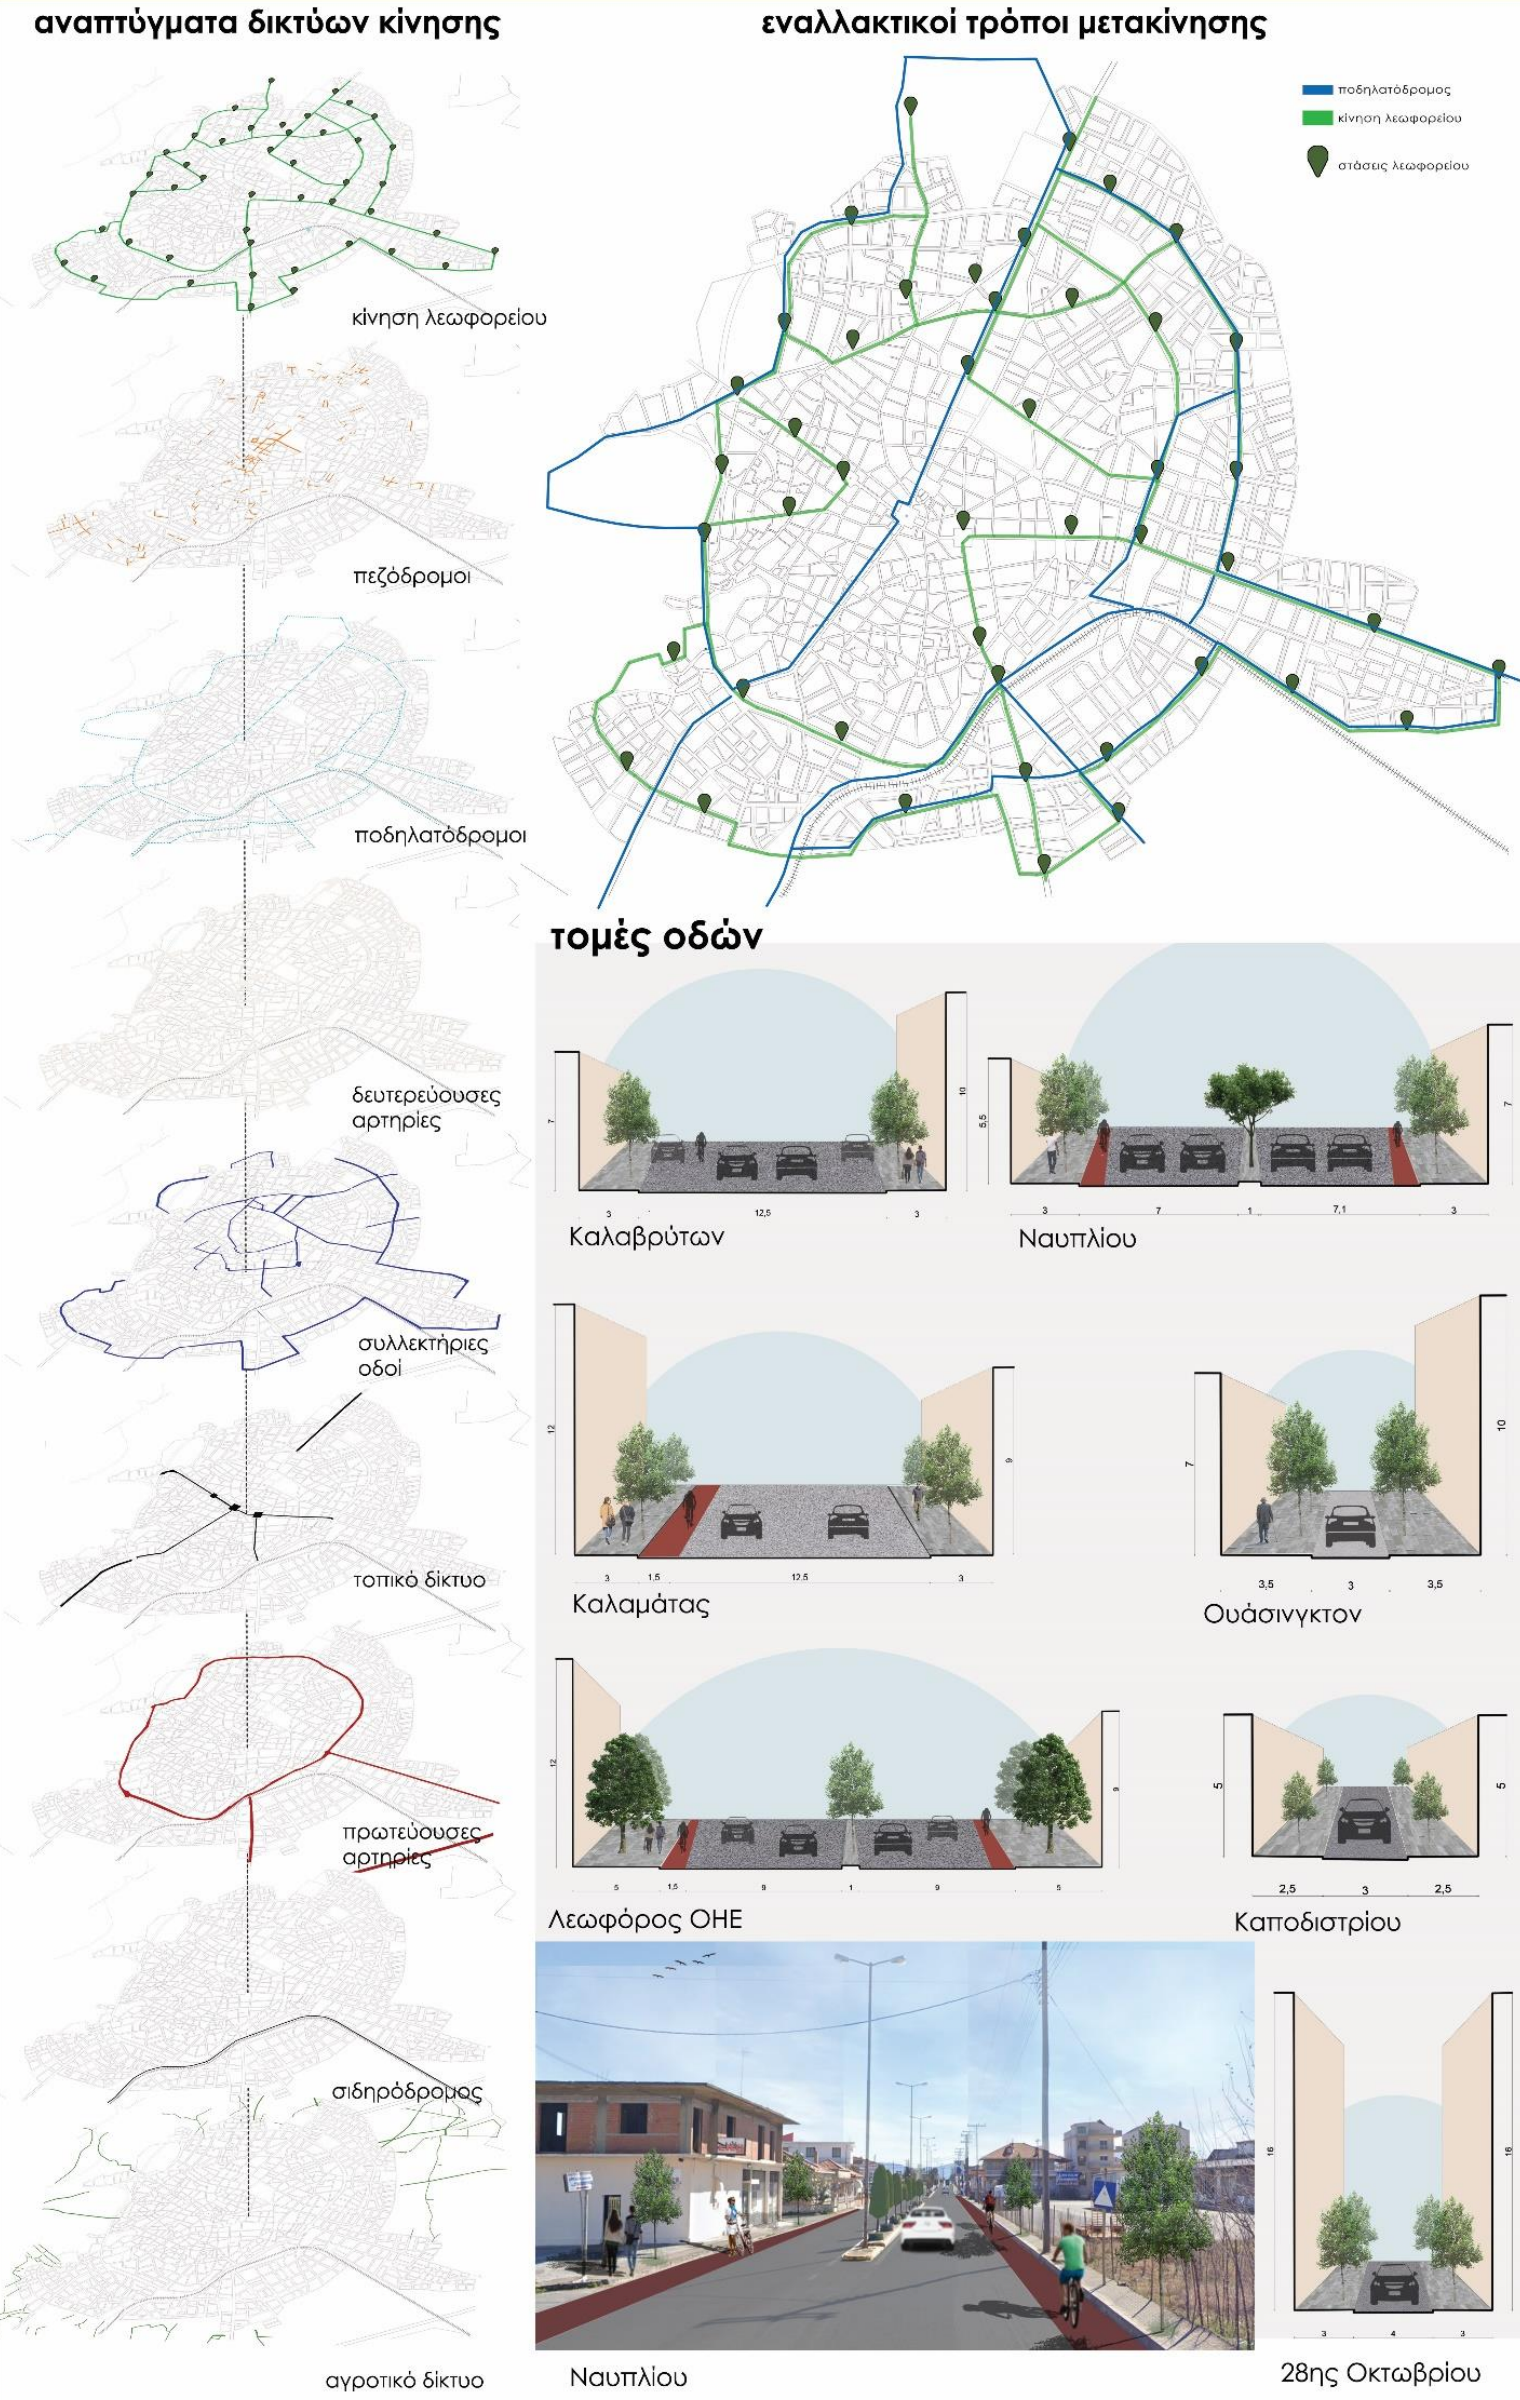 αναπτύγματα δικτύων κίνησης
κίνηση λεωφορείου
πεζόδρομοι
ποδηλατόδρομοι
δευτερεύουσες
αρτηρίες
συλλεκτήριες
οδοί
τοπικό δίκτυο
πρωτεύουσες
αρτηρίες
σιδηρόδρομος
αγροτικό δίκτυο
εναλλακτικοί τρόποι μετακίνησης
ποδηλατόδρομος
κίνηση λεωφορείου
στάσεις λεωφορείου
τομές οδών
7
10
3 12,5 3
Καλαβρύτων
5,5
7
3 7 1 7,1 3
Ναυπλίου
12
9
3 1,5 12,5 3
Καλαμάτας
7
10
3,5 3 3,5
Ουάσινγκτον
12
9
5 1,5 9 1 9 5
Λεωφόρος ΟΗΕ
5
5
2,5 3 2,5
Καποδιστρίου
Ναυπλίου
16
16
3 4 3
28ης Οκτωβρίου